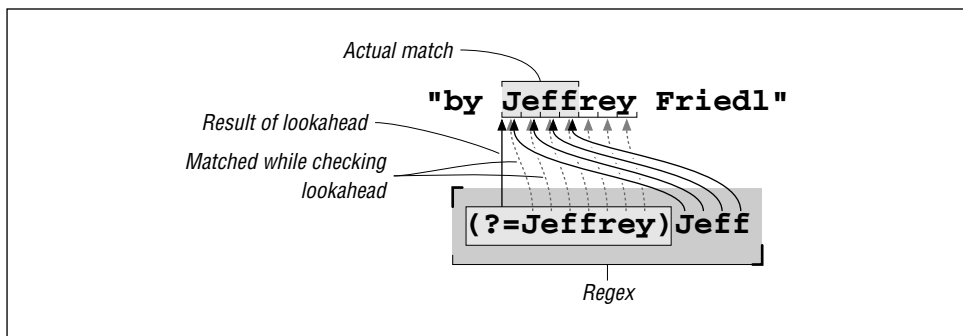 Actual match
"by Jeffrey Friedl"
Result of lookahead
Matched while checking
lookahead
(?=Jeffrey)Jeff
Regex